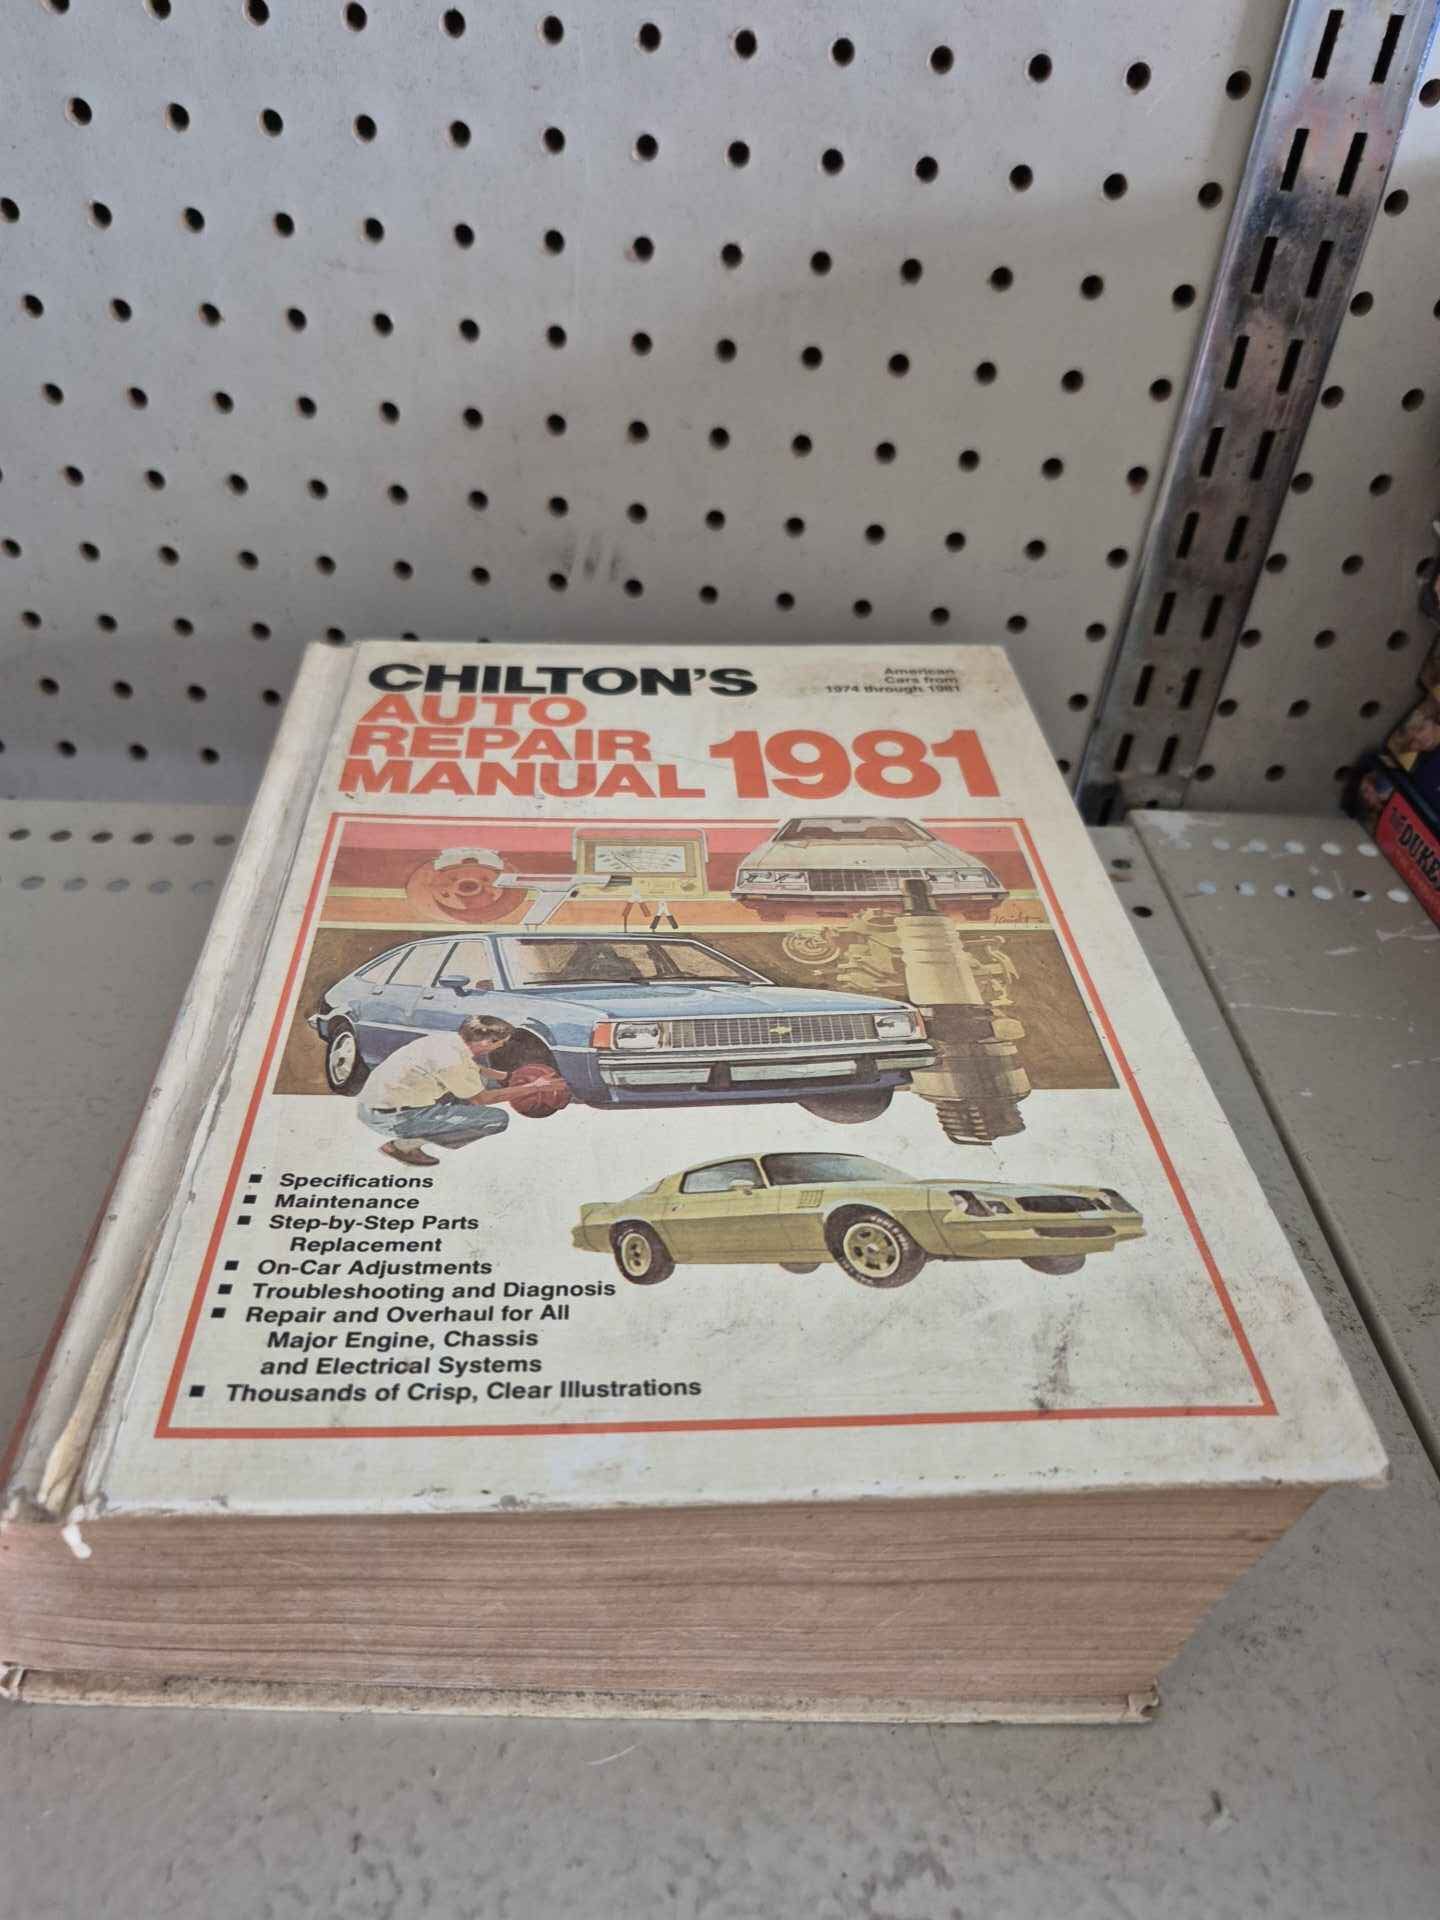 CHILTON'S
AUTO
REPAIR
MANUAL 1981
American
Cars from
1974 through 1981
Specifications
Maintenance
Step-by-Step Parts
Replacement
On-Car Adjustments
Troubleshooting and Diagnosis
Repair and Overhaul for All
Major Engine, Chassis
and Electrical Systems
Thousands of Crisp, Clear Illustrations
DUKE